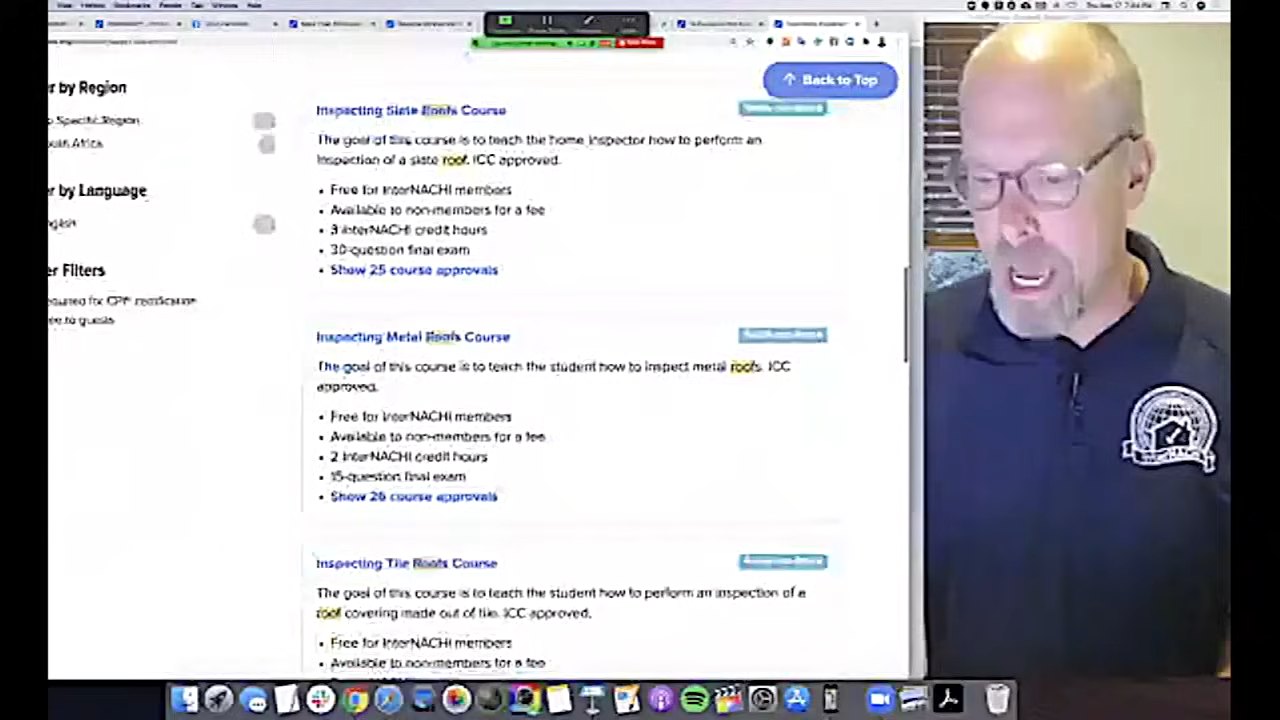 Back to Top
er by Region
Specific Region
uth Africa
er by Language
nglish
er Filters
ee to guests
Inspecting Slate Roofs Course
The goal of this course is to teach the home inspector how to perform an
inspection of a slate roof. ICC approved.
• Free for InterNACHI members
• Available to non-members for a fee
• 3 InterNACHI credit hours
• 30-question final exam
• Show 25 course approvals
Inspecting Metal Roofs Course
The goal of this course is to teach the student how to inspect metal roofs. ICC
approved.
• Free for InterNACHI members
• Available to non-members for a fee
• 2 InterNACHI credit hours
• 15-question final exam
• Show 26 course approvals
Inspecting Tile Roofs Course
The goal of this course is to teach the student how to perform an inspection of a
roof covering made out of tile. ICC approved.
• Free for InterNACHI members
• Available to non-members for a fee